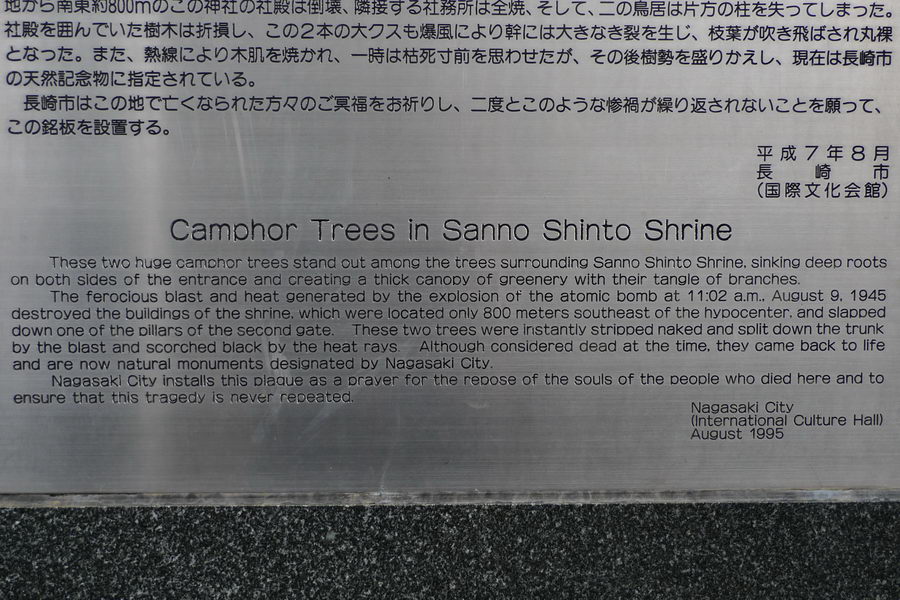 地から南東約800mのこの神社の社殿は倒壊、隣接する社務所は全焼、そして、二の鳥居は片方の柱を失ってしまった。
社殿を囲んでいた樹木は折損し、この2本の大クスも爆風により幹には大きなき裂を生じ、枝葉が吹き飛ばされ丸裸
となった。また、熱線により木肌を焼かれ、一時は枯死寸前を思わせたが、その後樹勢を盛りかえし、現在は長崎市
の天然記念物に指定されている。
長崎市はこの地で亡くなられた方々のご冥福をお祈りし、二度とこのような惨禍が繰り返されないことを願って、
この銘板を設置する。
平成7年8月
長崎市
(国際文化会館)
Camphor Trees in Sanno Shinto Shrine
These two huge camphor trees stand out among the trees surrounding Sanno Shinto Shrine, sinking deep roots
on both sides of the entrance and creating a thick canopy of greenery with their tangle of branches.
The ferocious blast and heat generated by the explosion of the atomic bomb at 11:02 a.m., August 9, 1945
destroyed the buildings of the shrine, which were located only 800 meters southeast of the hypocenter, and slapped
down one of the pillars of the second gate. These two trees were instantly stripped naked and split down the trunk
by the blast and scorched black by the heat rays. Although considered dead at the time, they came back to life
and are now natural monuments designated by Nagasaki City.
Nagasaki City installs this plaque as a prayer for the repose of the souls of the people who died here and to
ensure that this tragedy is never repeated.
Nagasaki City
(International Culture Hall)
August 1995